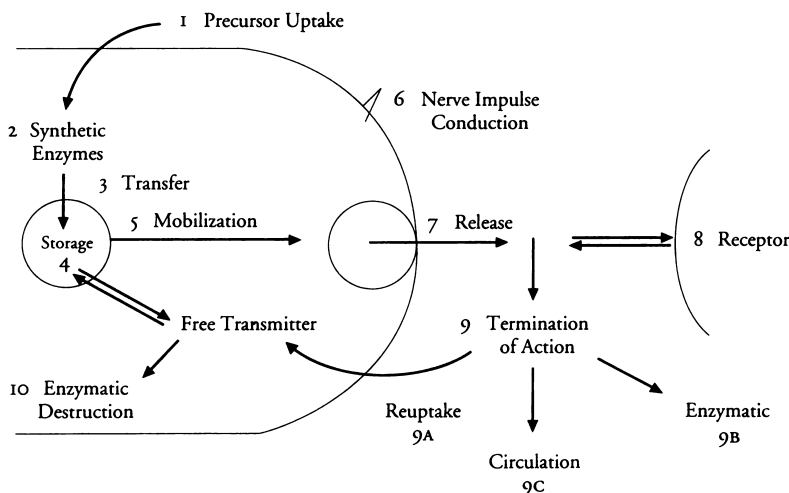 1 Precursor Uptake
6 Nerve Impulse
Conduction
2 Synthetic
Enzymes
3 Transfer
5 Mobilization
7 Release
Storage
4
8 Receptor
Free Transmitter
9 Termination
of Action
10 Enzymatic
Destruction
Reuptake
9A
Enzymatic
9B
Circulation
9C